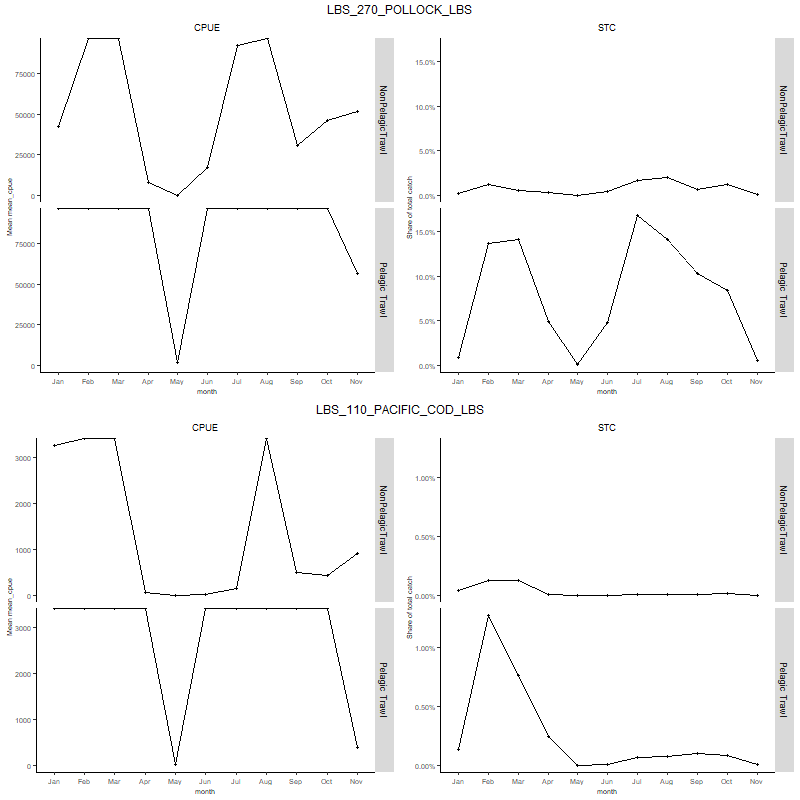 LBS_270_POLLOCK_LBS
CPUE
STC
Mean mean_cpue
75000
50000
25000
0
NonPelagicTrawl
75000
50000
25000
0
Pelagic Trawl
Jan Feb Mar Apr May Jun Jul Aug Sep Oct Nov
month
Share of total catch
15.0%
10.0%
5.0%
0.0%
NonPelagicTrawl
15.0%
10.0%
5.0%
0.0%
Pelagic Trawl
Jan Feb Mar Apr May Jun Jul Aug Sep Oct Nov
month
LBS_110_PACIFIC_COD_LBS
CPUE
STC
Mean mean_cpue
3000
2000
1000
0
NonPelagicTrawl
3000
2000
1000
0
Pelagic Trawl
Jan Feb Mar Apr May Jun Jul Aug Sep Oct Nov
month
Share of total catch
1.00%
0.50%
0.00%
NonPelagicTrawl
1.00%
0.50%
0.00%
Pelagic Trawl
Jan Feb Mar Apr May Jun Jul Aug Sep Oct Nov
month